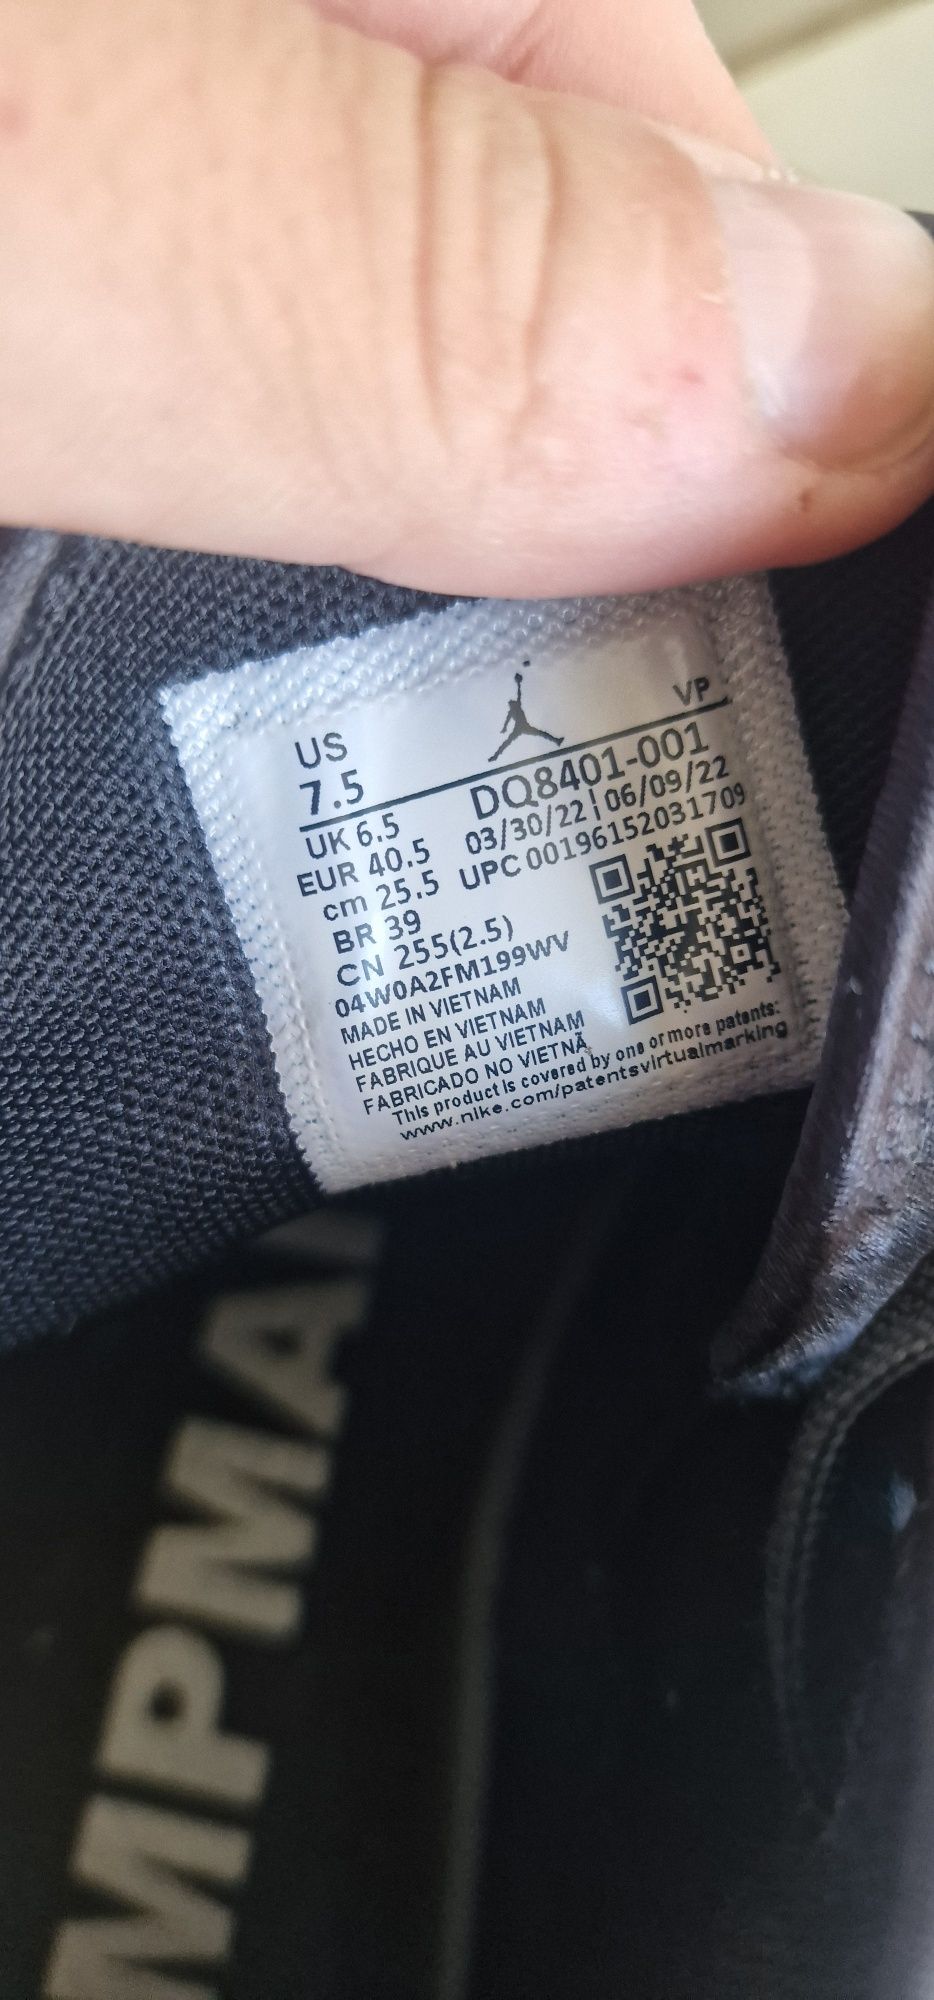 VP
US
7.5
DQ8401-001
UK 6.5
03/30/22|06/09/22
EUR 40.5
UPC 00196152031709
cm 25.5
BR 39
CN 255(2.5)
04W0A2FM199WV
MADE IN VIETNAM
HECHO EN VIETNAM
FABRIQUE AU VIETNAM
FABRICADO NO VIETNÃ
This product is covered by one or more patents:
www.nike.com/patentsvirtualmarking
MPMA